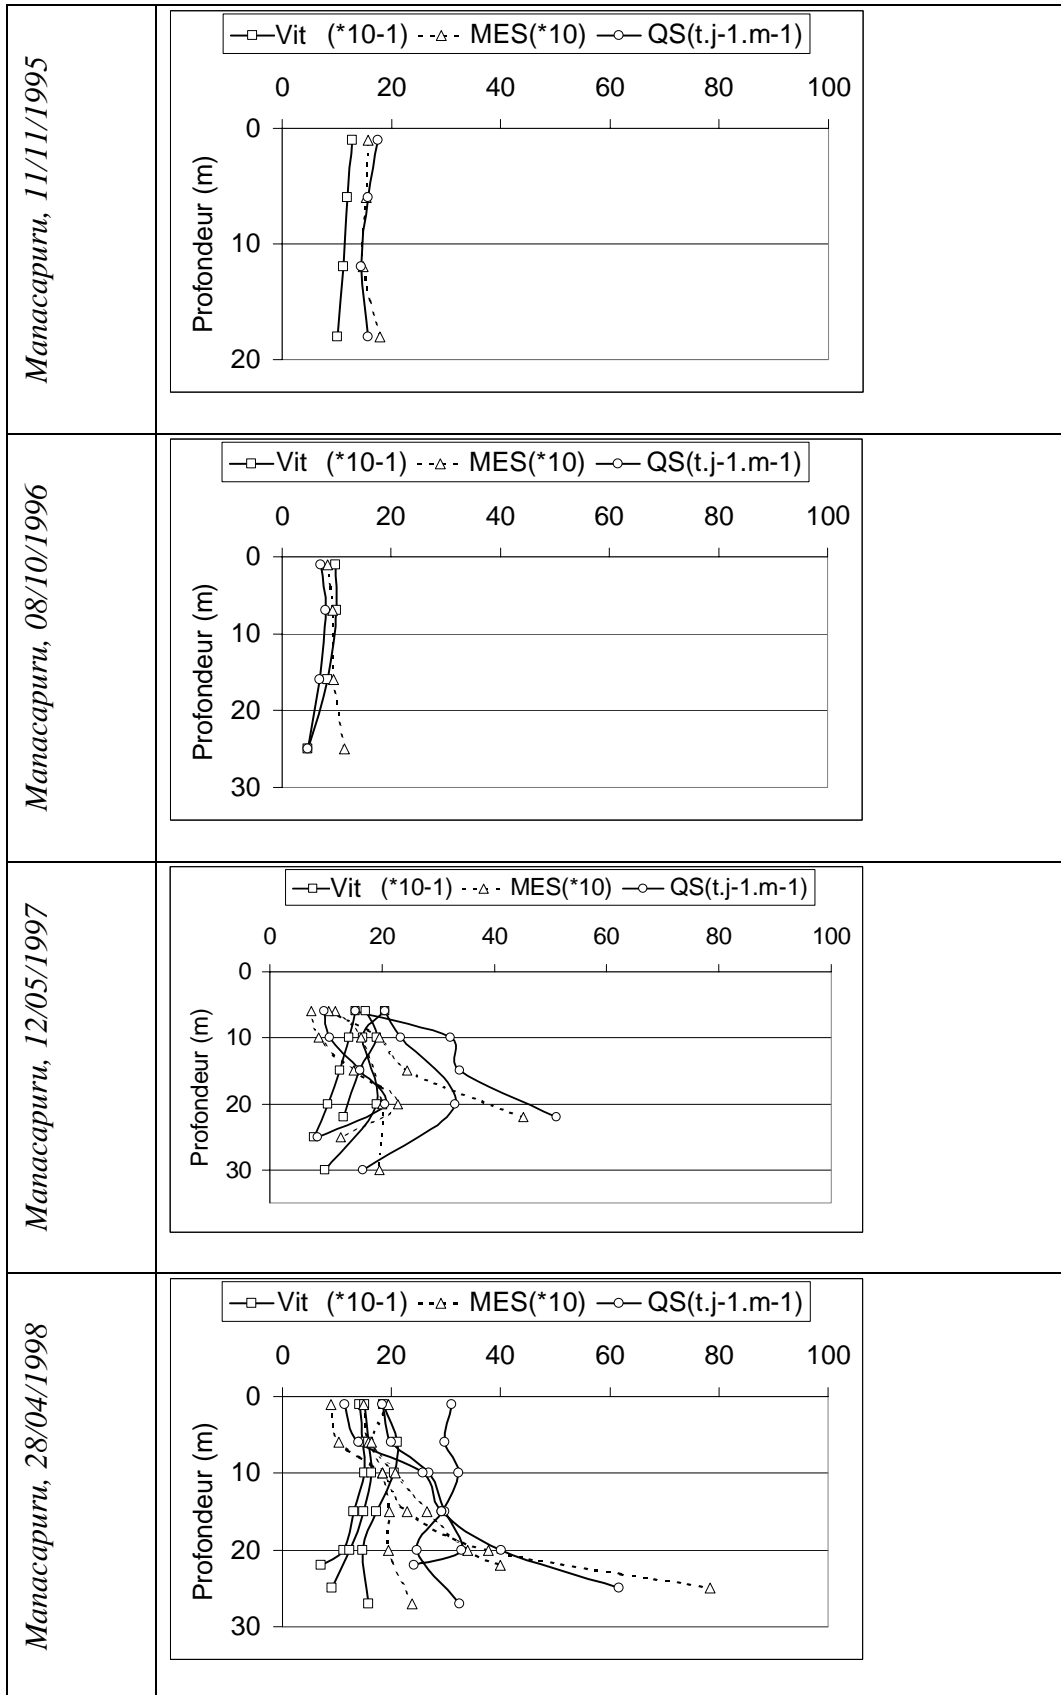 Manacapuru, 11/11/1995
Vit (*10-1) MES(*10) QS(t.j-1.m-1)
0 20 40 60 80 100
Profondeur (m)
0
10
20
Manacapuru, 08/10/1996
Vit (*10-1) MES(*10) QS(t.j-1.m-1)
0 20 40 60 80 100
Profondeur (m)
0
10
20
30
Manacapuru, 12/05/1997
Vit (*10-1) MES(*10) QS(t.j-1.m-1)
0 20 40 60 80 100
Profondeur (m)
0
10
20
30
Manacapuru, 28/04/1998
Vit (*10-1) MES(*10) QS(t.j-1.m-1)
0 20 40 60 80 100
Profondeur (m)
0
10
20
30